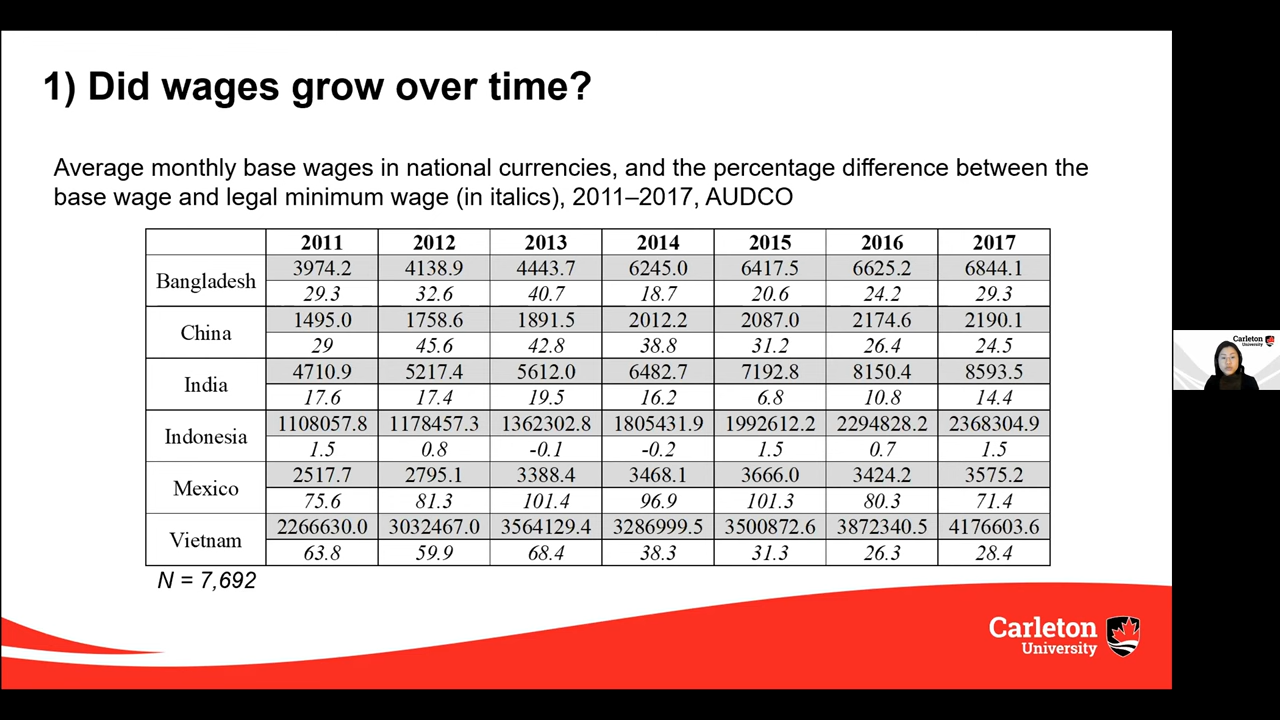 1) Did wages grow over time?
Average monthly base wages in national currencies, and the percentage difference between the
base wage and legal minimum wage (in italics), 2011–2017, AUDCO
2011 2012 2013 2014 2015 2016 2017
Bangladesh 3974.2 4138.9 4443.7 6245.0 6417.5 6625.2 6844.1
29.3 32.6 40.7 18.7 20.6 24.2 29.3
China 1495.0 1758.6 1891.5 2012.2 2087.0 2174.6 2190.1
29 45.6 42.8 38.8 31.2 26.4 24.5
India 4710.9 5217.4 5612.0 6482.7 7192.8 8150.4 8593.5
17.6 17.4 19.5 16.2 6.8 10.8 14.4
Indonesia 1108057.8 1178457.3 1362302.8 1805431.9 1992612.2 2294828.2 2368304.9
1.5 0.8 -0.1 -0.2 1.5 0.7 1.5
Mexico 2517.7 2795.1 3388.4 3468.1 3666.0 3424.2 3575.2
75.6 81.3 101.4 96.9 101.3 80.3 71.4
Vietnam 2266630.0 3032467.0 3564129.4 3286999.5 3500872.6 3872340.5 4176603.6
63.8 59.9 68.4 38.3 31.3 26.3 28.4
N = 7,692
Carleton
University
Carleton
University